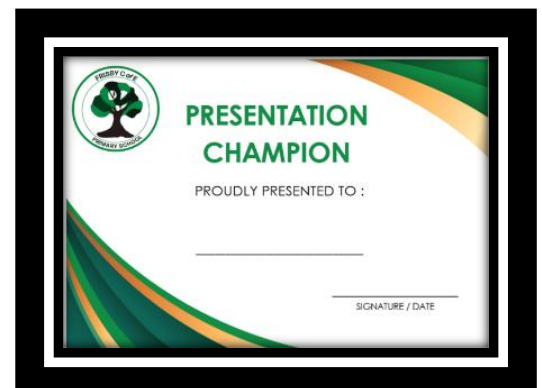 FRISBY C of E
PRIMARY SCHOOL
PRESENTATION
CHAMPION
PROUDLY PRESENTED TO :
SIGNATURE / DATE